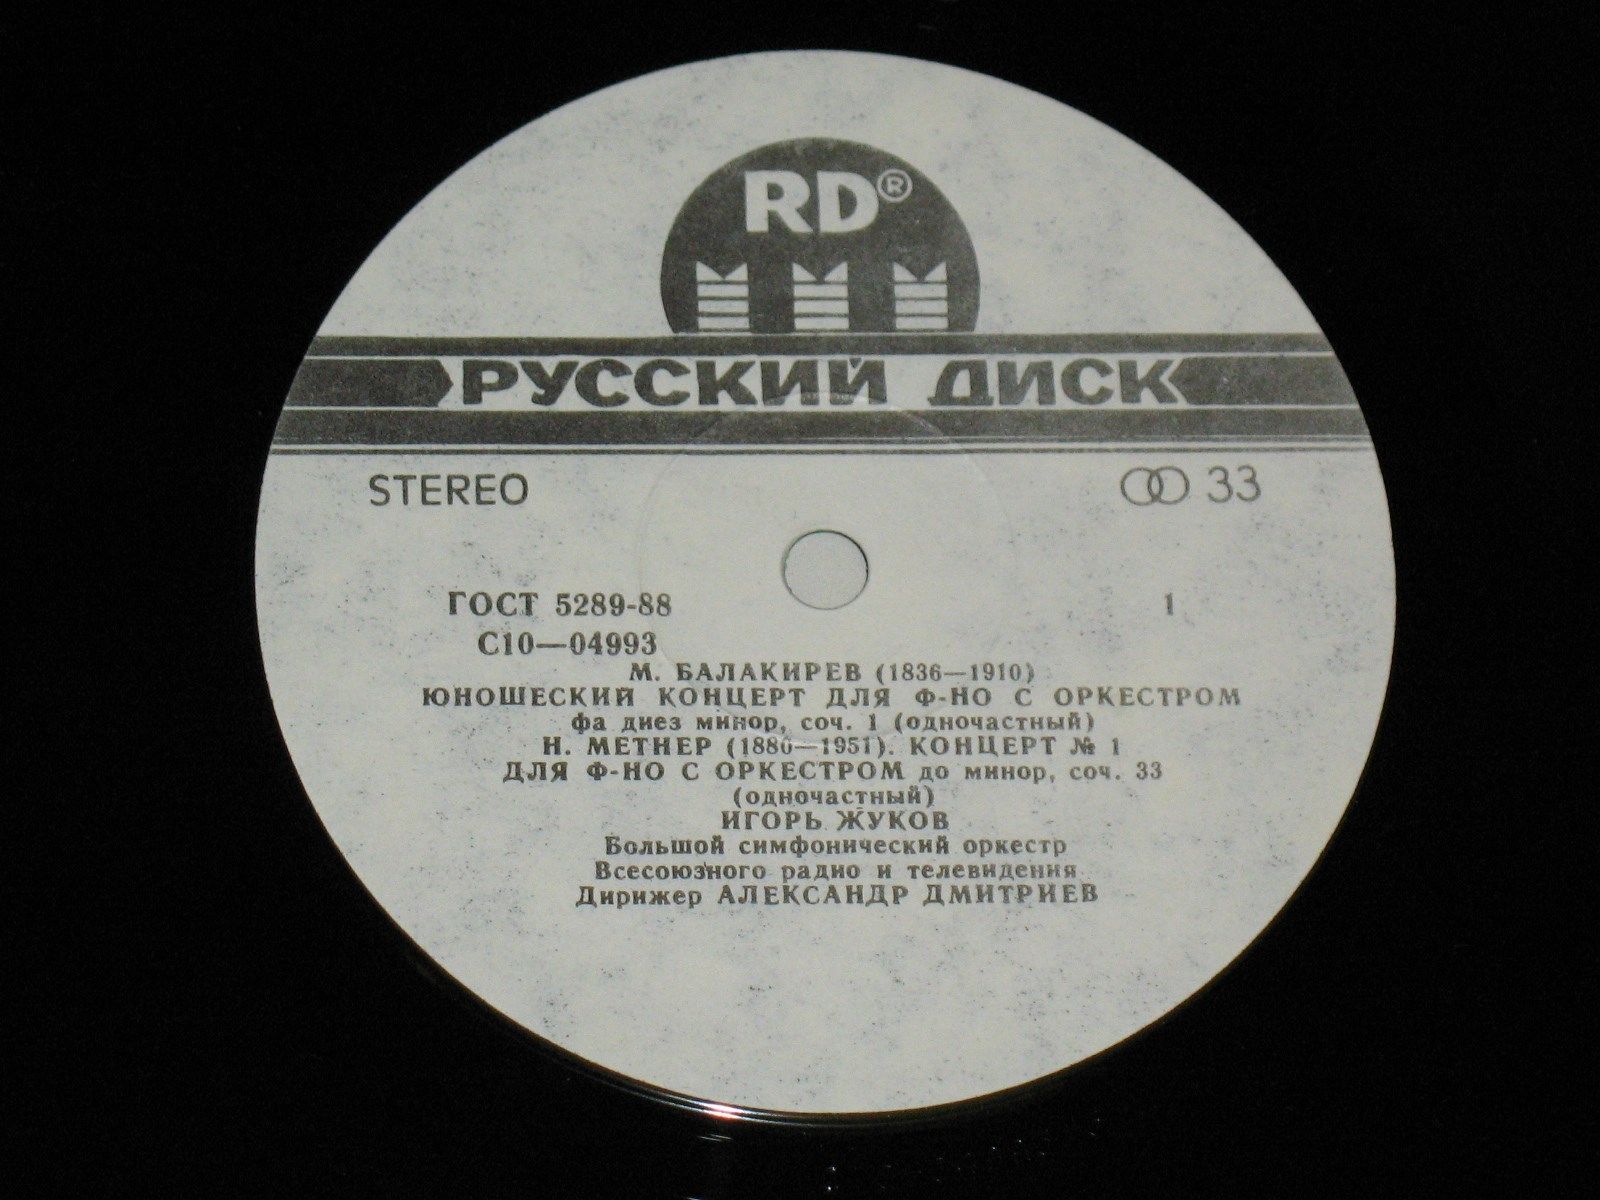 RD®
РУССКИЙ ДИСК
STEREO 33
ГОСТ 5289-88 1
С10—04993
М. БАЛАКИРЕВ (1836—1910)
ЮНОШЕСКИЙ КОНЦЕРТ ДЛЯ Ф-НО С ОРКЕСТРОМ
фа диез минор, соч. 1 (одночастный)
Н. МЕТНЕР (1880—1951). КОНЦЕРТ № 1
ДЛЯ Ф-НО С ОРКЕСТРОМ до минор, соч. 33
(одночастный)
ИГОРЬ ЖУКОВ
Большой симфонический оркестр
Всесоюзного радио и телевидения
Дирижер АЛЕКСАНДР ДМИТРИЕВ